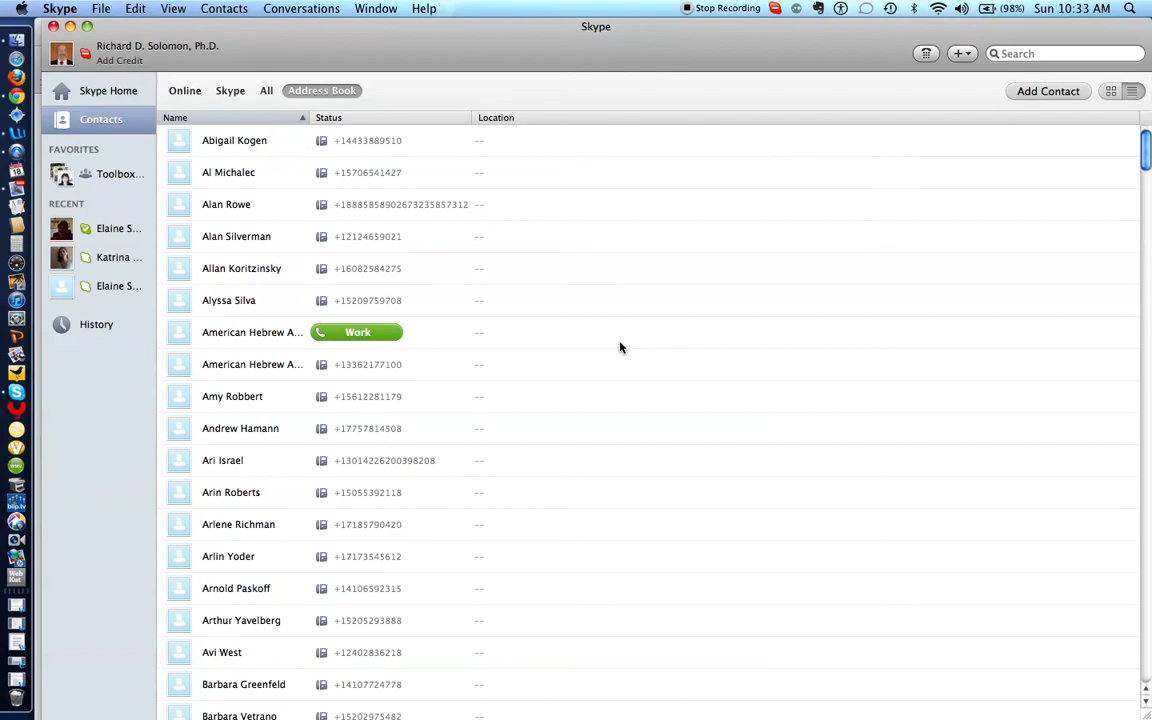 Skype File Edit View Contacts Conversations Window Help Stop Recording (98%) Sun 10:33 AM
Skype
Richard D. Solomon, Ph.D.
Add Credit
Search
Skype Home
Online Skype All Address Book
Add Contact
Contacts
Name Status Location
FAVORITES
Toolbox...
RECENT
Elaine S...
Katrina ...
Elaine S...
History
Abigail Kogen +14433889510 --
Al Michalec +15706541427 --
Alan Rowe +18885858902673235857312 --
Alan Silverman +12124659021 --
Allan Koritzinsky +16082584275 --
Alyssa Silva +15209759708 --
American Hebrew A... Work --
American Hebrew A... +13362177100 --
Amy Robbert +15612281179 --
Andrew Hamann +17757814508 --
Ari Israel +13014226200398208 --
Arin Roberts +15055392118 --
Arlene Richman +17185790420 --
Arlin Yoder +17173545612 --
Arnold Paskoff +14106592315 --
Arthur Yavelberg +15205293888 --
Avi West +12402836218 --
Barbara Greenfeld +14107724778 --
Barbara Vetrano +15202975482 --